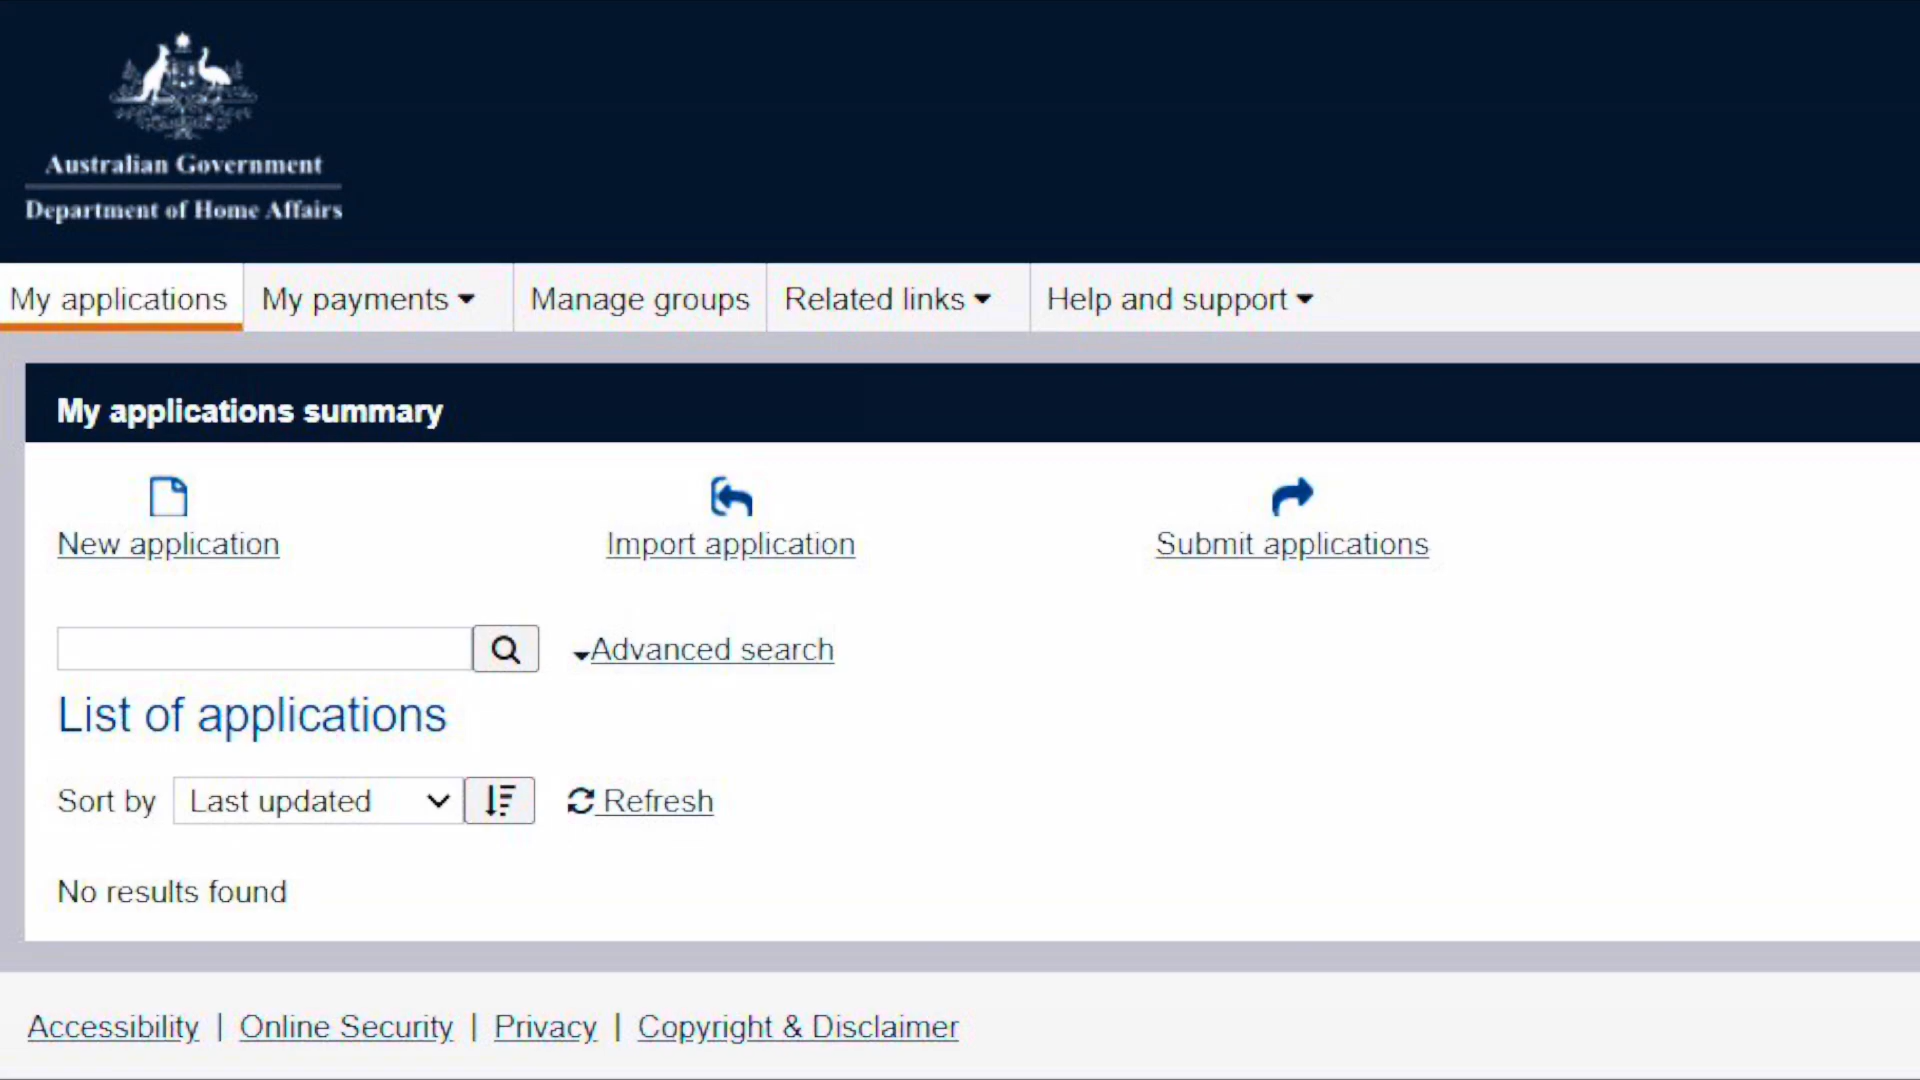 Australian Government
Department of Home Affairs
My applications
My payments
Manage groups
Related links
Help and support
My applications summary
New application
Import application
Submit applications
Advanced search
List of applications
Sort by Last updated Refresh
No results found
Accessibility | Online Security | Privacy | Copyright & Disclaimer